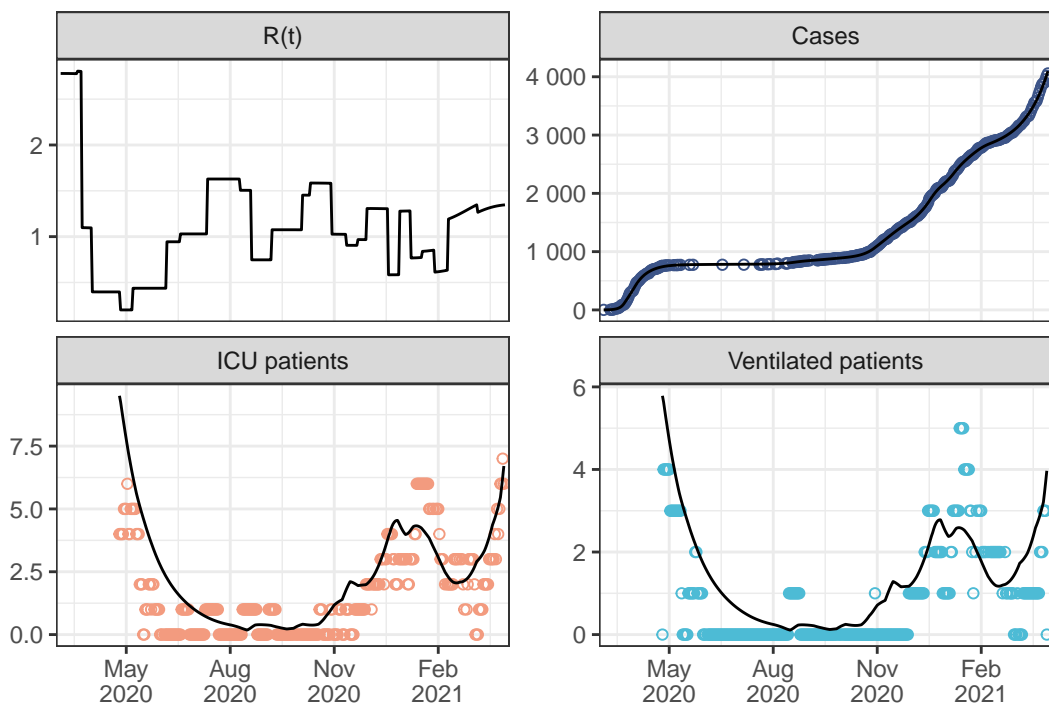 R(t)
Cases
2
1
4 000
3 000
2 000
1 000
0
ICU patients
Ventilated patients
7.5
5.0
2.5
0.0
6
4
2
0
May Aug Nov Feb
2020 2020 2020 2021
May Aug Nov Feb
2020 2020 2020 2021